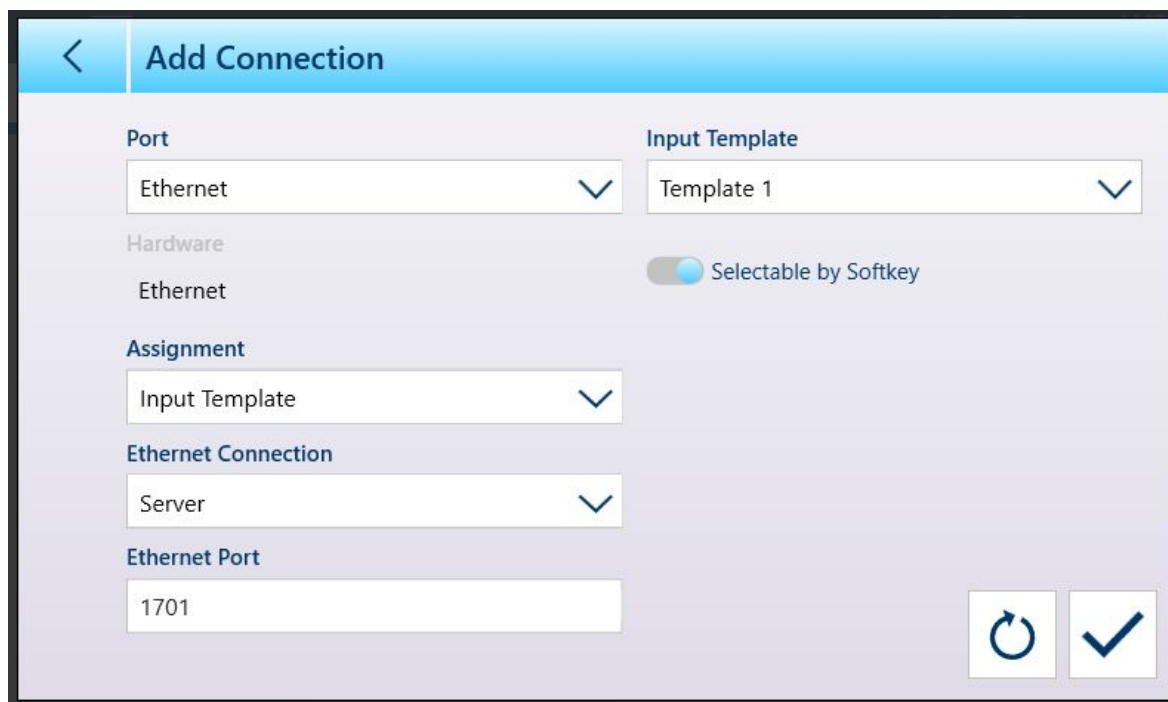 Add Connection
Port
Ethernet
Hardware
Ethernet
Assignment
Input Template
Ethernet Connection
Server
Ethernet Port
1701
Input Template
Template 1
Selectable by Softkey